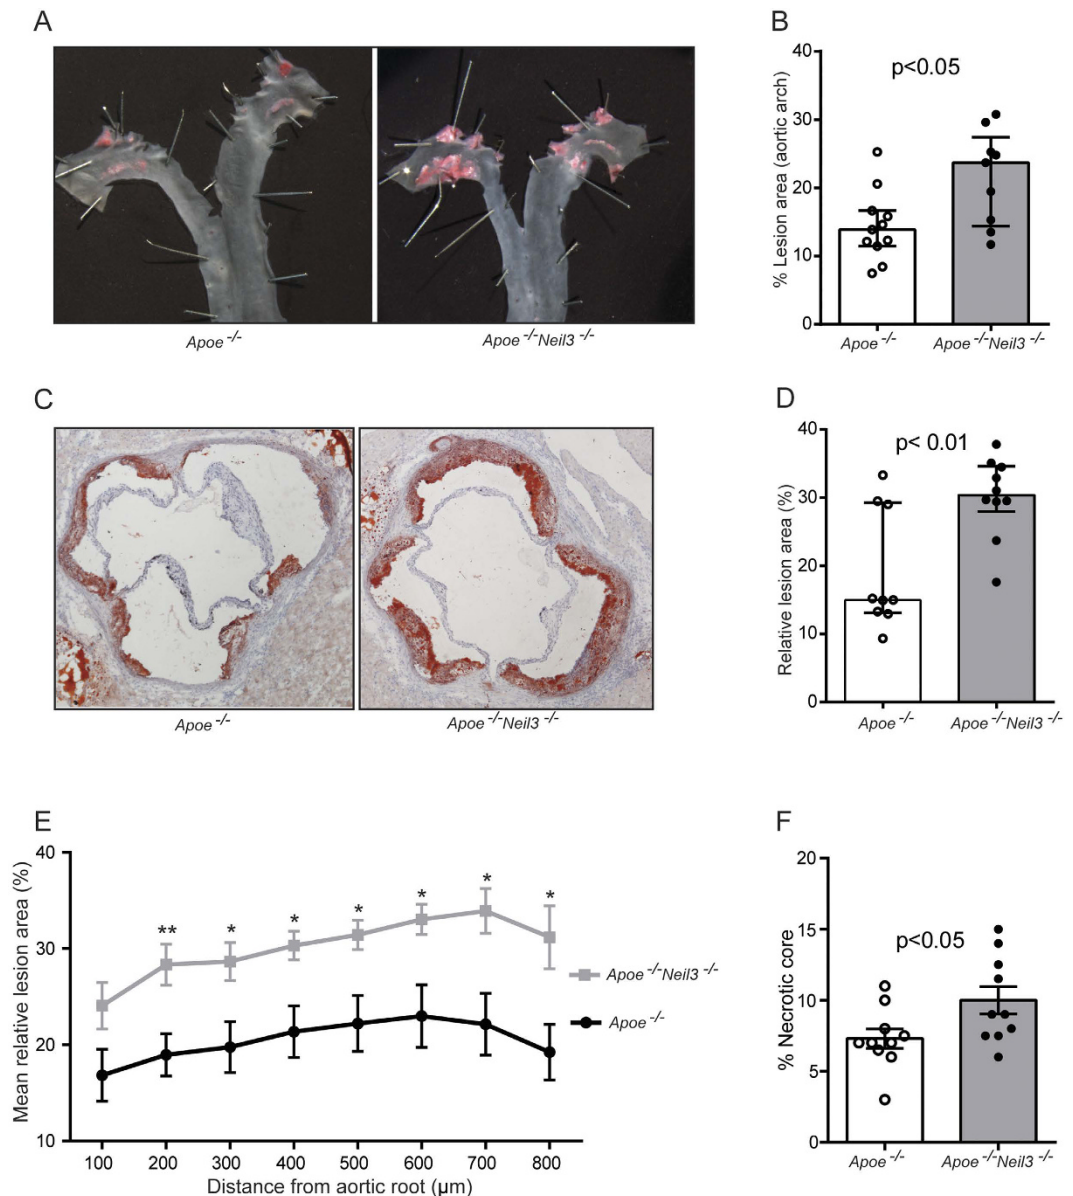 A
Apoe -/-
Apoe -/-Neil3 -/-
B
% Lesion area (aortic arch)
40
30
20
10
0
p<0.05
Apoe -/-
Apoe -/-Neil3 -/-
C
Apoe -/-
Apoe -/-Neil3 -/-
D
Relative lesion area (%)
40
30
20
10
0
p< 0.01
Apoe -/-
Apoe -/-Neil3 -/-
E
Mean relative lesion area (%)
40
30
20
10
**
*
*
*
*
*
*
Apoe -/-Neil3 -/-
Apoe -/-
100 200 300 400 500 600 700 800
Distance from aortic root (µm)
F
% Necrotic core
20
15
10
5
0
p<0.05
Apoe -/-
Apoe -/-Neil3 -/-